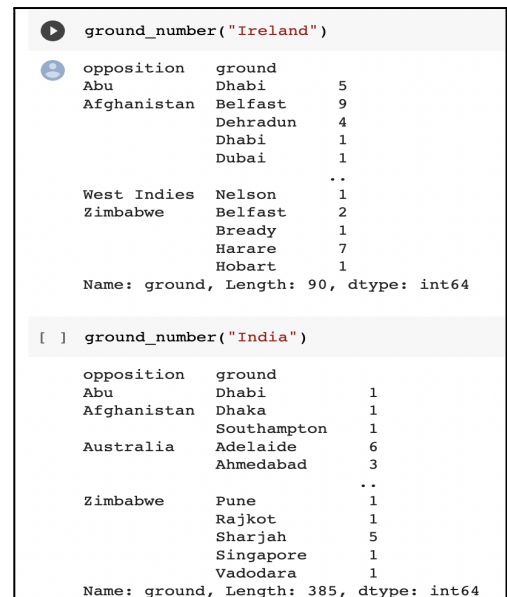 ground_number("Ireland")
opposition ground
Abu Dhabi 5
Afghanistan Belfast 9
Dehradun 4
Dhabi 1
Dubai 1
..
West Indies Nelson 1
Zimbabwe Belfast 2
Bready 1
Harare 7
Hobart 1
Name: ground, Length: 90, dtype: int64
[ ] ground_number("India")
opposition ground
Abu Dhabi 1
Afghanistan Dhaka 1
Southampton 1
Australia Adelaide 6
Ahmedabad 3
..
Zimbabwe Pune 1
Rajkot 1
Sharjah 5
Singapore 1
Vadodara 1
Name: ground, Length: 385, dtype: int64